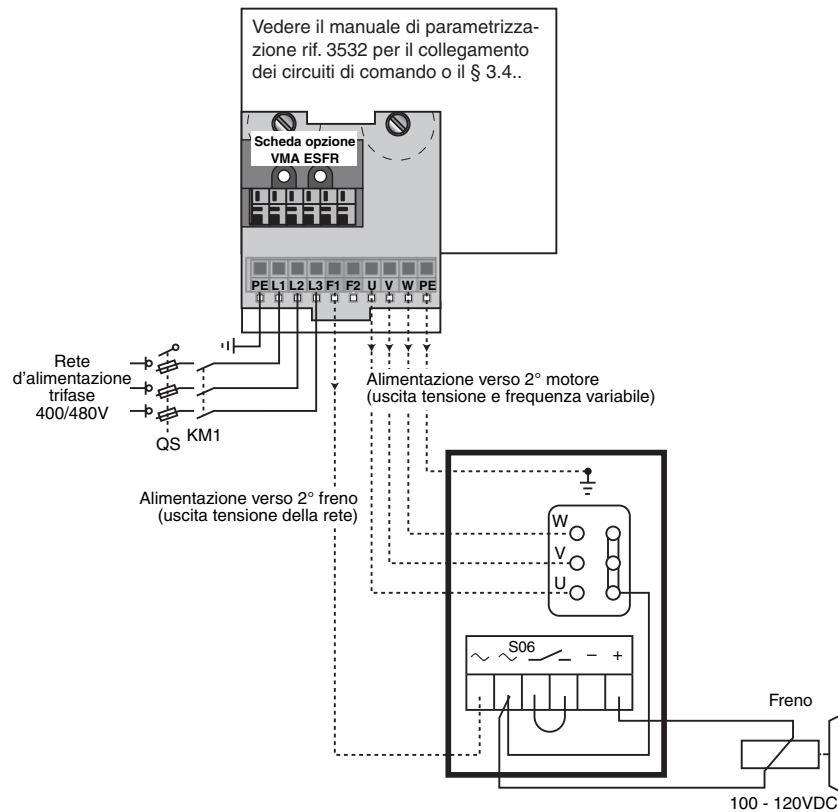 Vedere il manuale di parametrizza-
zione rif. 3532 per il collegamento
dei circuiti di comando o il § 3.4..
Scheda opzione
VMA ESFR
PE L1 L2 L3 F1 F2 U V W PE
Rete
d'alimentazione
trifase
400/480V
QS
KM1
Alimentazione verso 2° motore
(uscita tensione e frequenza variabile)
Alimentazione verso 2° freno
(uscita tensione della rete)
W
V
U
S06
− +
Freno
100 - 120VDC